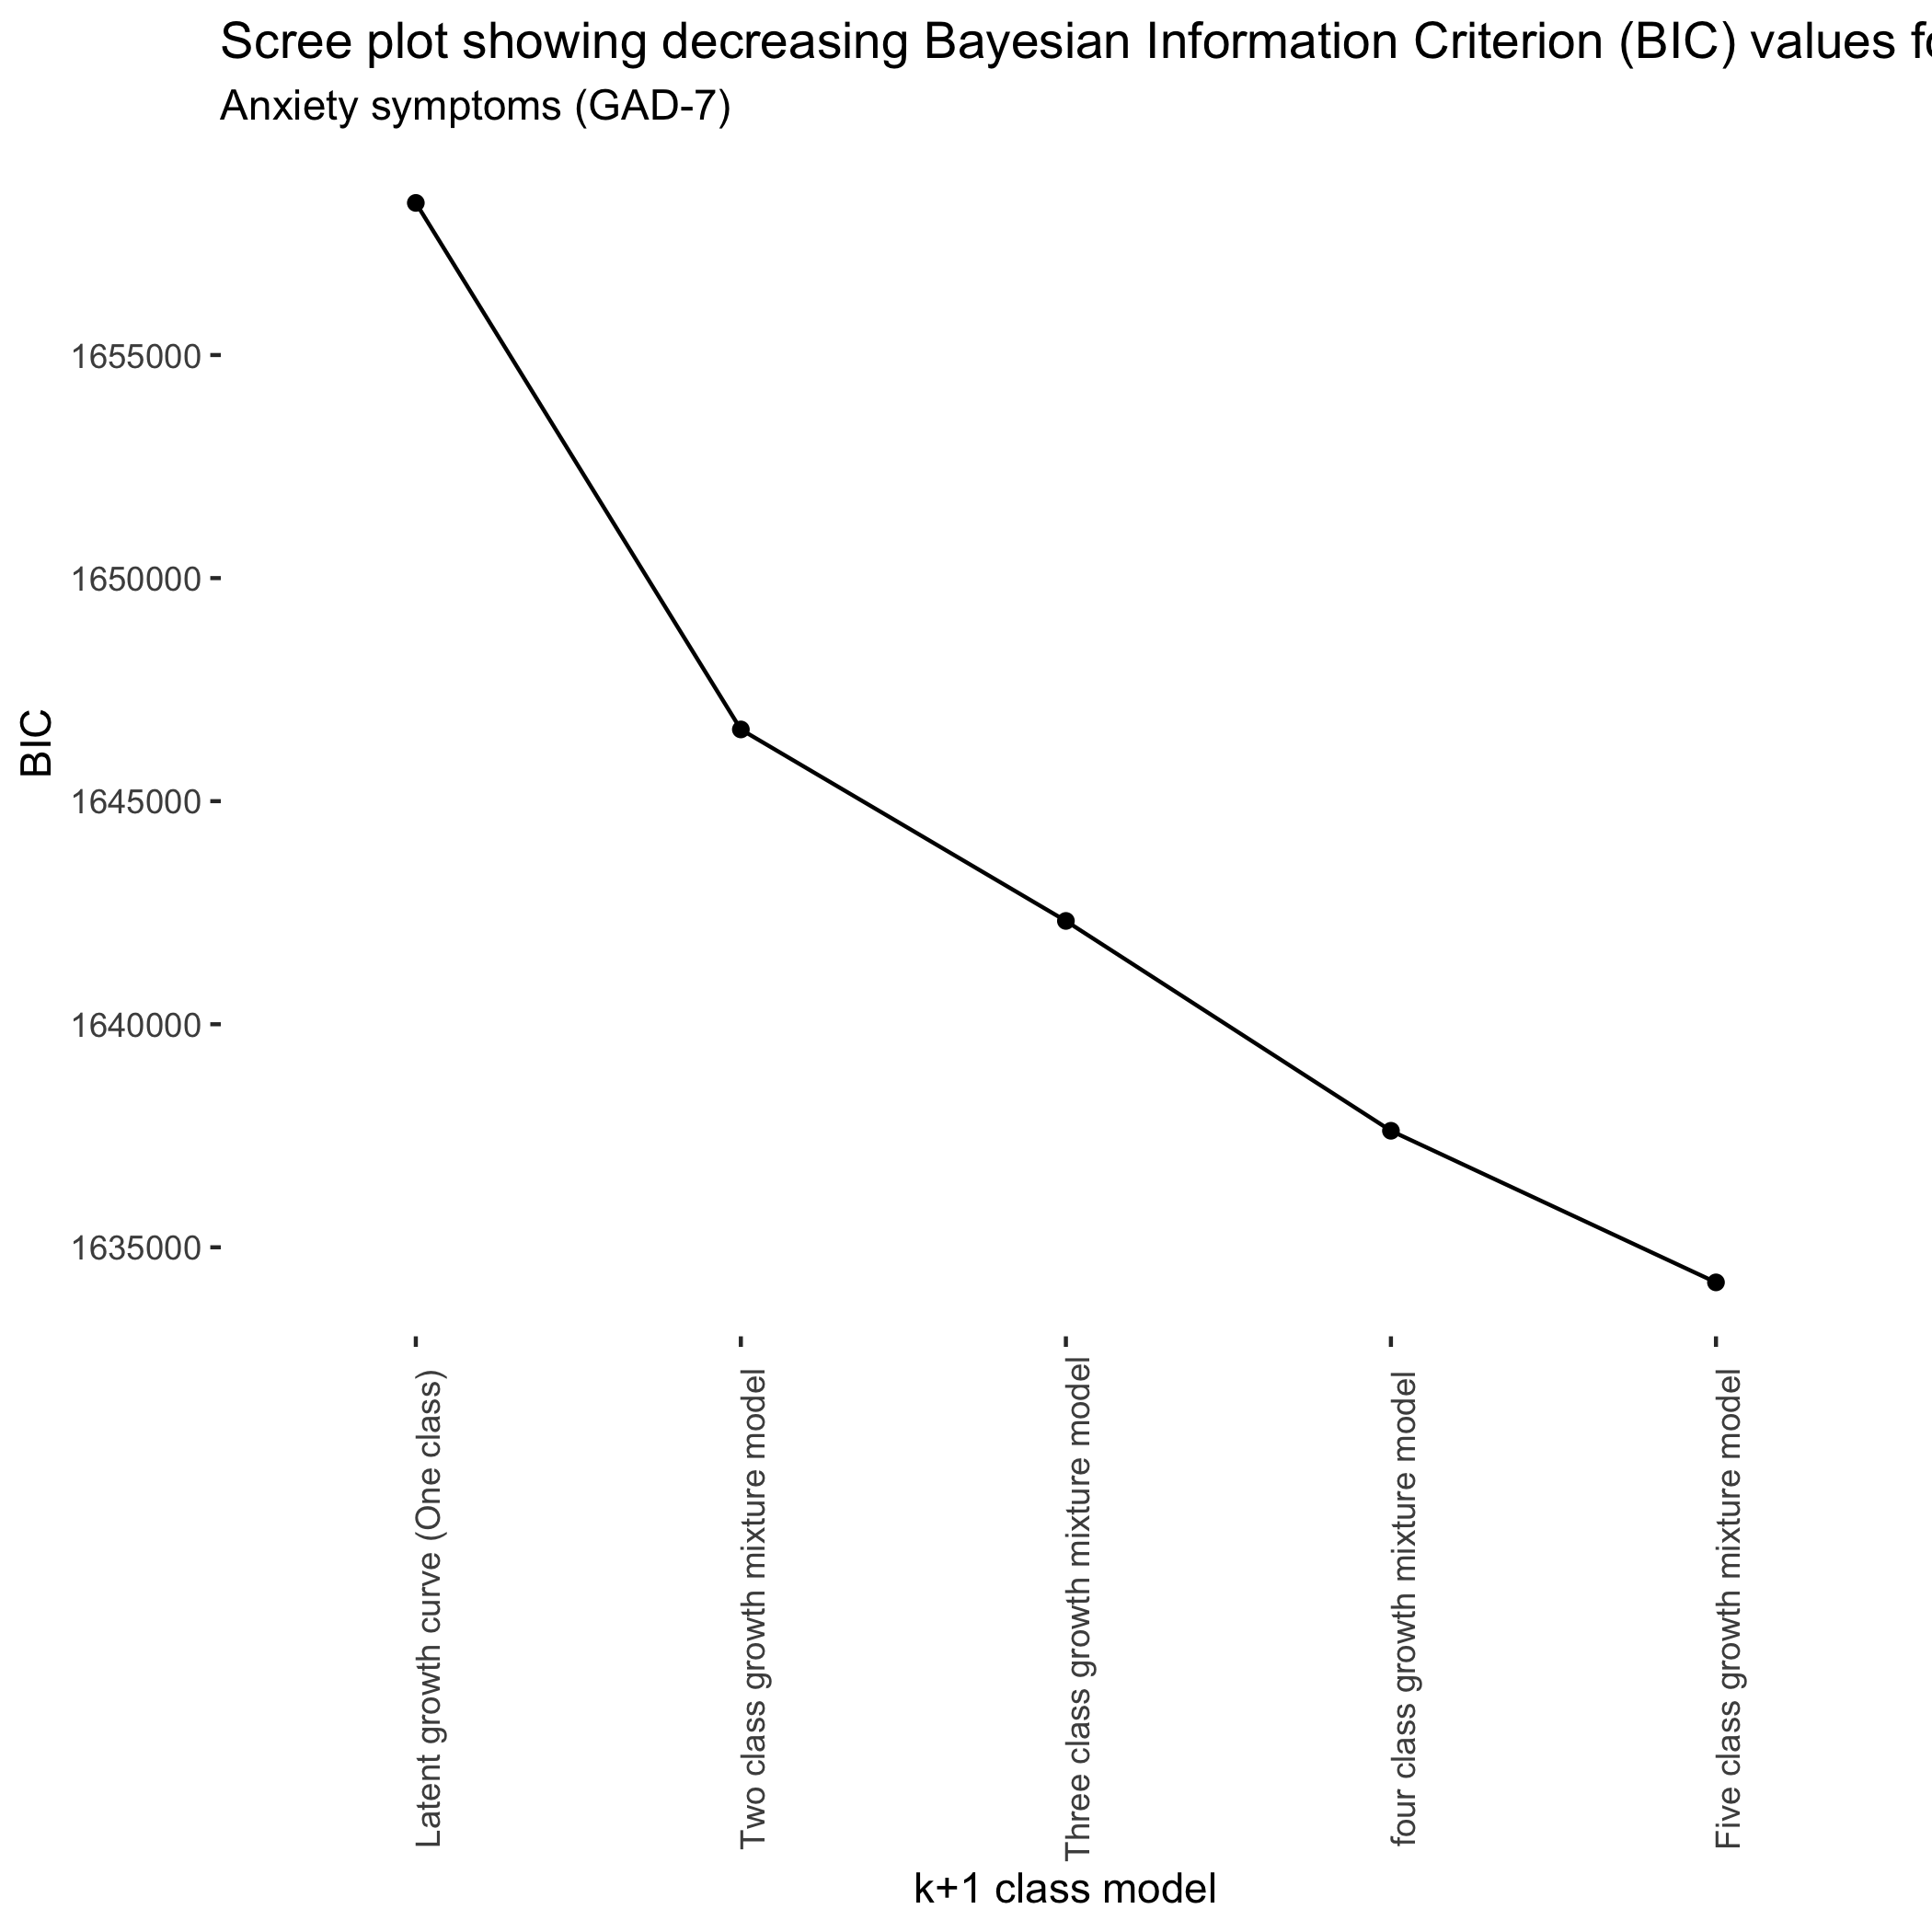 Scree plot showing decreasing Bayesian Information Criterion (BIC) values
Anxiety symptoms (GAD-7)
BIC
1655000
1650000
1645000
1640000
1635000
Latent growth curve (One class)
Two class growth mixture model
Three class growth mixture model
four class growth mixture model
Five class growth mixture model
k+1 class model